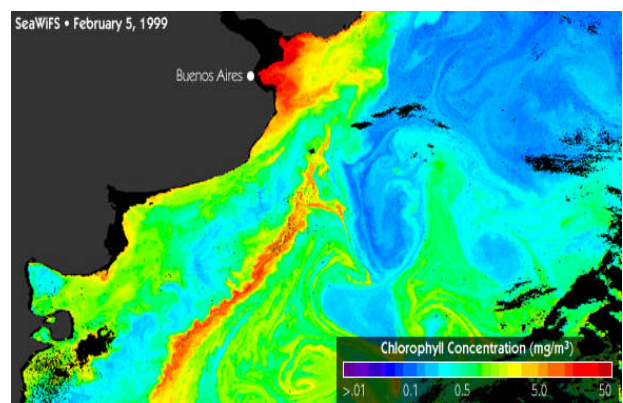 SeaWiFS • February 5, 1999
Buenos Aires
Chlorophyll Concentration (mg/m³)
>.01 0.1 0.5 5.0 50